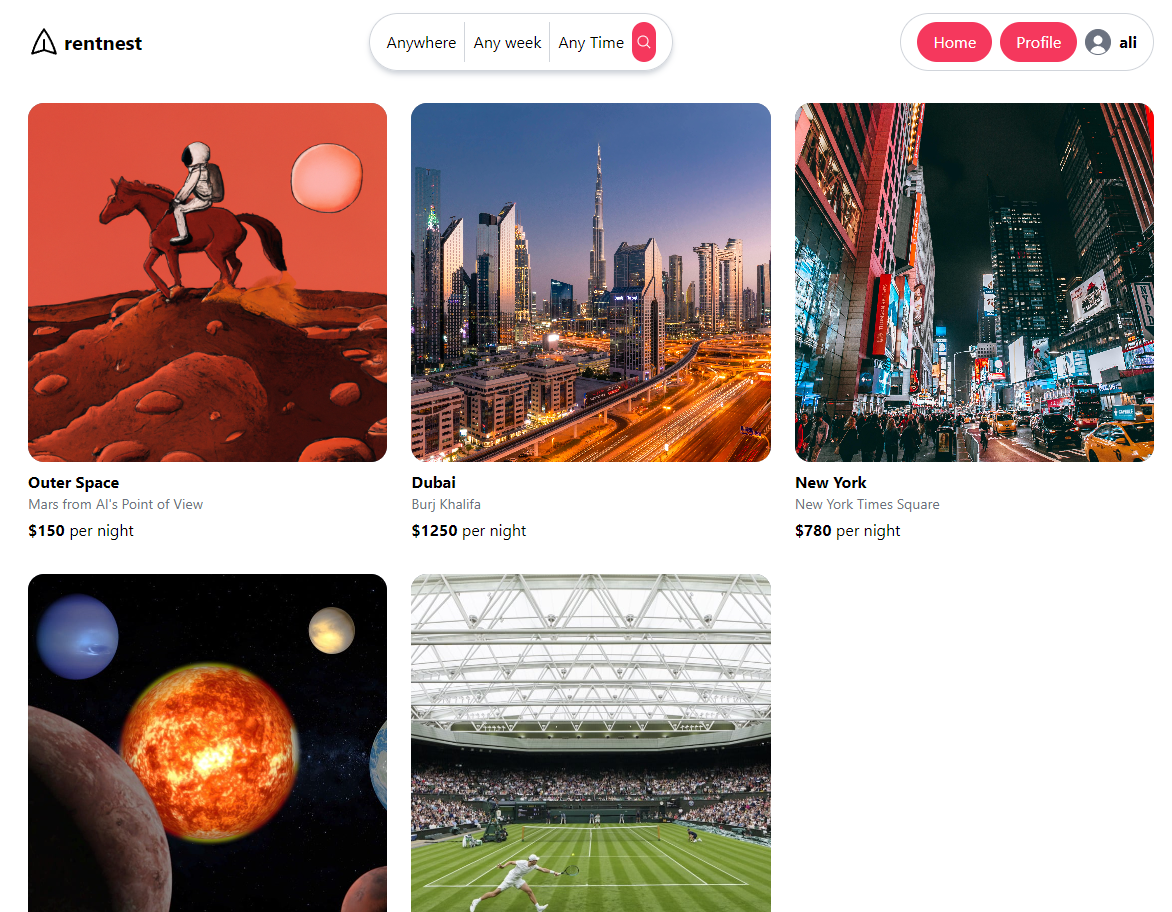 rentnest
Anywhere
Any week
Any Time
Home
Profile
ali
Outer Space
Mars from AI's Point of View
$150 per night
Dubai
Burj Khalifa
$1250 per night
New York
New York Times Square
$780 per night